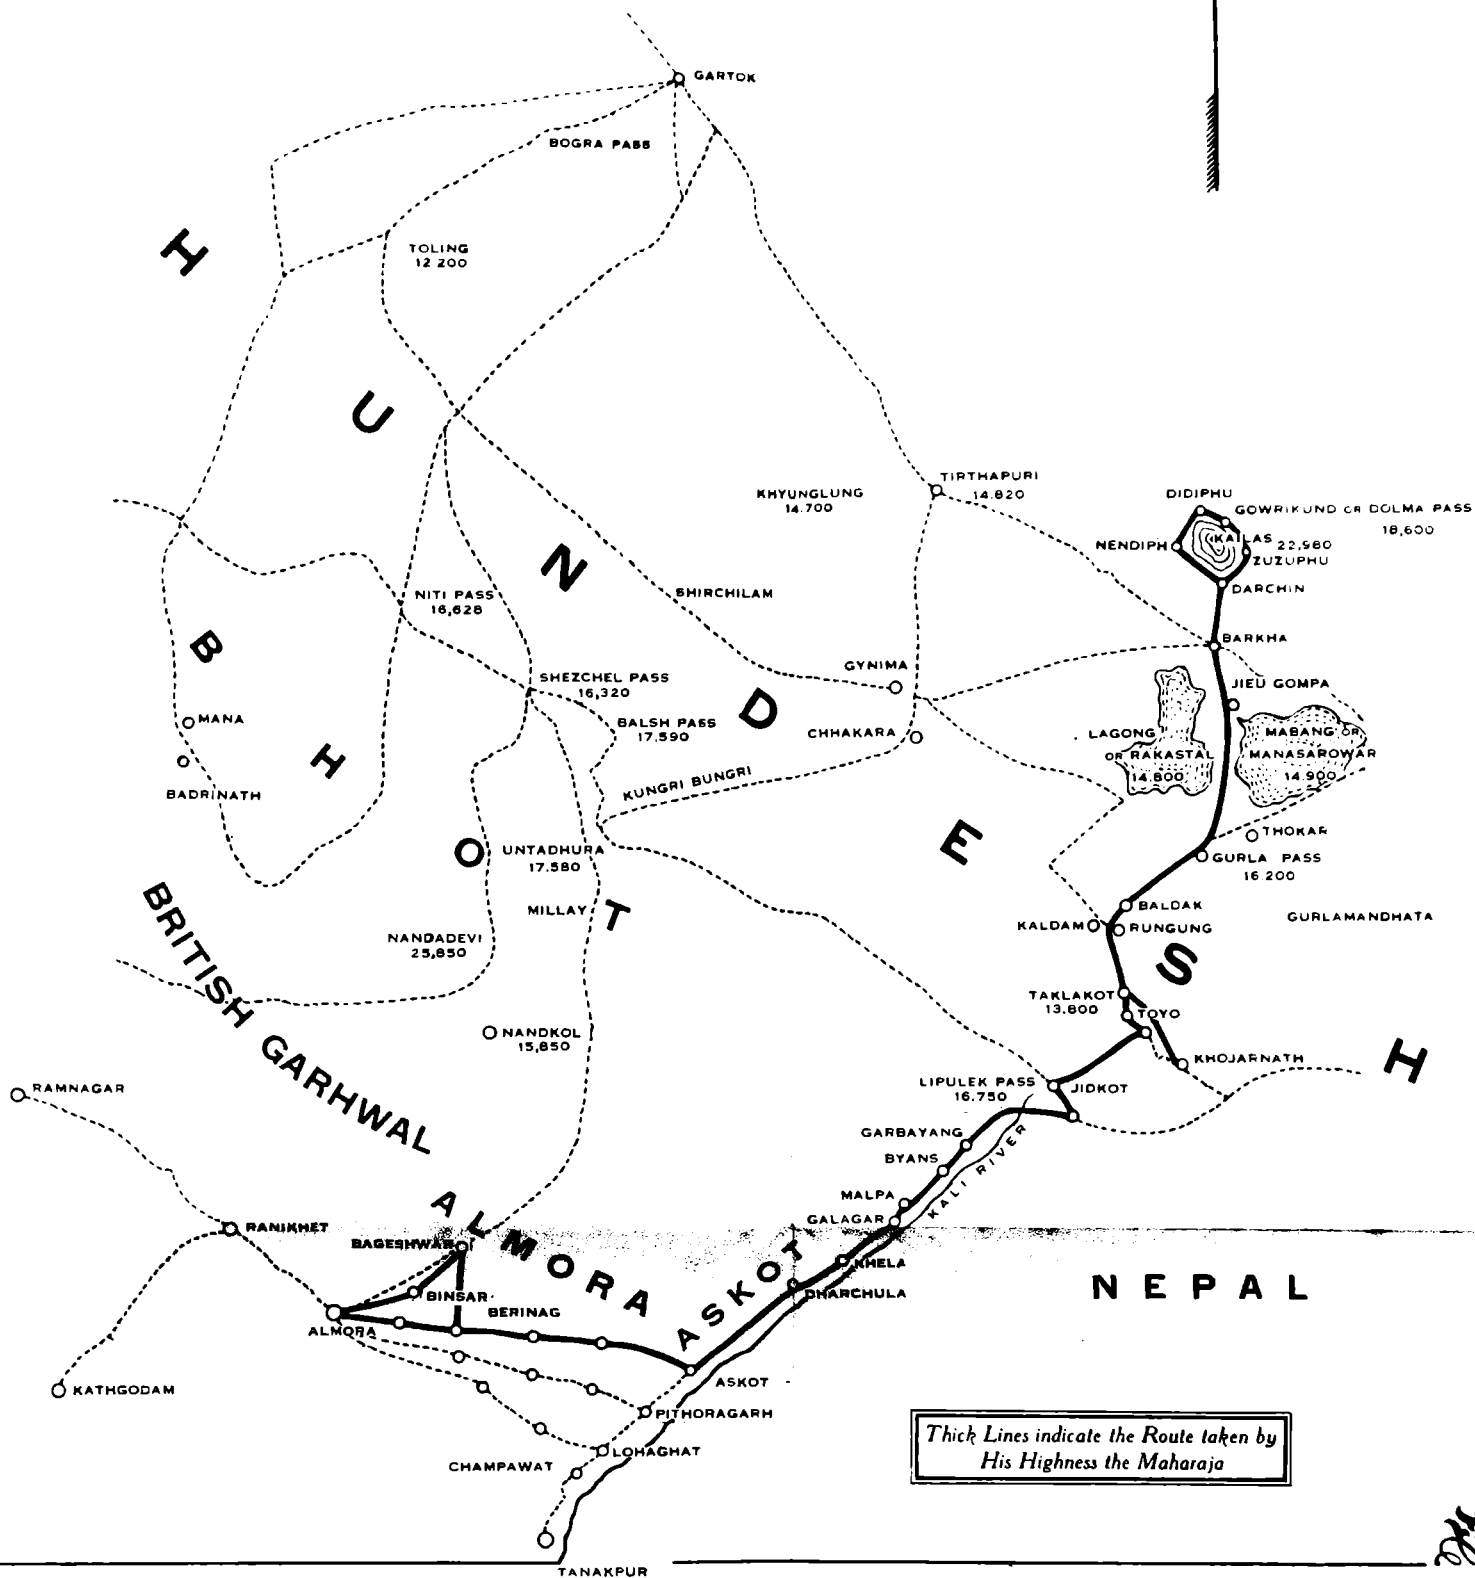 GARTOK
BOGRA PASS
TOLING
12 200
H
U
N
D
E
S
H
KHYUNGLUNG
14.700
TIRTHAPURI
14.820
DIDIPHU
GOWRIKUND OR DOLMA PASS
18,600
NENDIPH
KAILAS 22,980
ZUZUPHU
DARCHIN
NITI PASS
16,628
SHIRCHILAM
BARKHA
GYNIMA
SHEZCHEL PASS
16,320
JIEU GOMPA
BALSH PASS
17.590
CHHAKARA
LAGONG
OR RAKASTAL
14.800
MABANG OR
MANASAROWAR
14.900
MANA
BADRINATH
KUNGRI BUNGRI
B
H
O
T
UNTADHURA
17.580
THOKAR
GURLA PASS
16.200
MILLAY
BALDAK
KALDAM
RUNGUNG
GURLAMANDHATA
NANDADEVI
25,850
BRITISH GARHWAL
TAKLAKOT
13.800
TOYO
NANDKOL
15,850
KHOJARNATH
RAMNAGAR
LIPULEK PASS
16.750
JIDKOT
GARBAYANG
BYANS
KALI RIVER
MALPA
GALAGAR
RANIKHET
BAGESHWAR
ALMORA
ASKOT
KHELA
DHARCHULA
NEPAL
BINSAR
BERINAG
ALMORA
KATHGODAM
ASKOT
PITHORAGARH
LOHAGHAT
CHAMPAWAT
Thick Lines indicate the Route taken by
His Highness the Maharaja
TANAKPUR